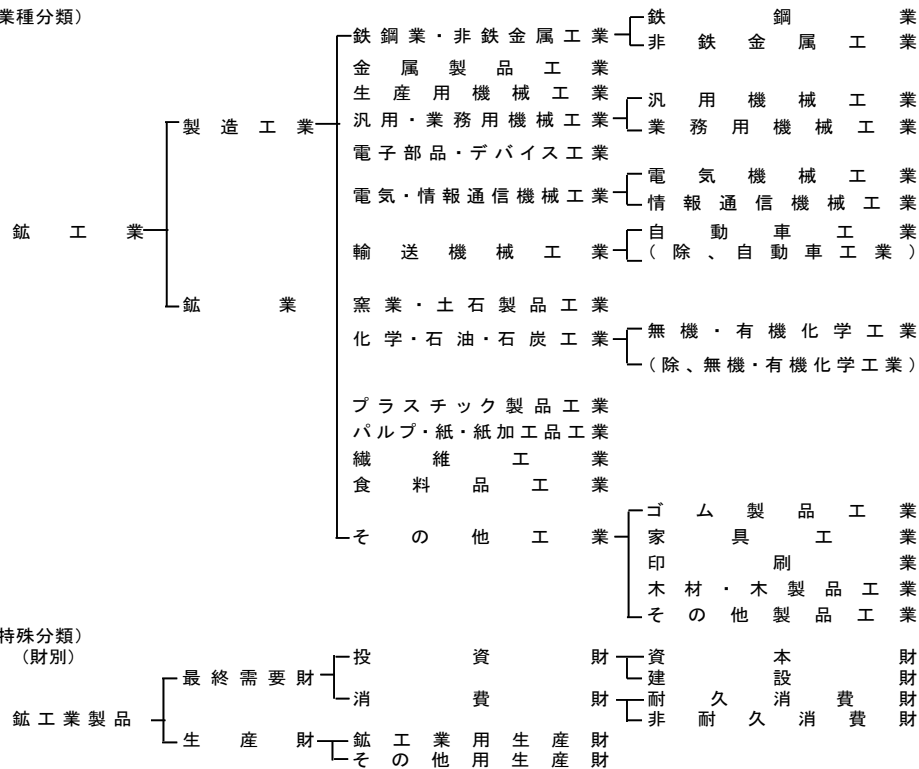 業種分類)
鉄鋼業
鉄鋼業・非鉄金属工業
非鉄金属工業
金属製品工業
生産用機械工業
汎用機械工業
製造工業
汎用・業務用機械工業
業務用機械工業
電子部品・デバイス工業
電気機械工業
電気・情報通信機械工業
情報通信機械工業
鉱工業
自動車工業
輸送機械工業
(除、自動車工業)
鉱業
窯業・土石製品工業
無機・有機化学工業
化学・石油・石炭工業
(除、無機・有機化学工業)
プラスチック製品工業
パルプ・紙・紙加工品工業
繊維工業
食料品工業
ゴム製品工業
その他工業
家具工業
印刷業
木材・木製品工業
その他製品工業
特殊分類)
(財別)
投資財
資本財
最終需要財
建設財
消費財
耐久消費財
鉱工業製品
非耐久消費財
生産財
鉱工業用生産財
その他用生産財